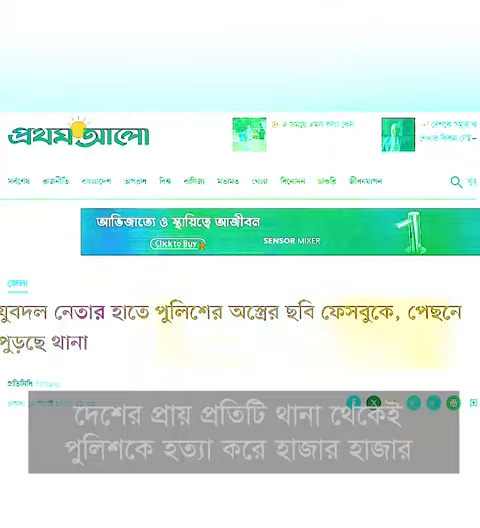 প্রথম আলো
সর্বশেষ রাজনীতি বাংলাদেশ অপরাধ বিশ্ব বাণিজ্য মতামত খেলা বিনোদন চাকরি জীবনযাপন
আভিজাত্যে ও স্থায়িত্বে আজীবন
Click to Buy
SENSOR MIXER
জেলা
যুবদল নেতার হাতে পুলিশের অস্ত্রের ছবি ফেসবুকে, পেছনে
পুড়ছে থানা
প্রতিনিধি
দেশের প্রায় প্রতিটি থানা থেকেই
পুলিশকে হত্যা করে হাজার হাজার